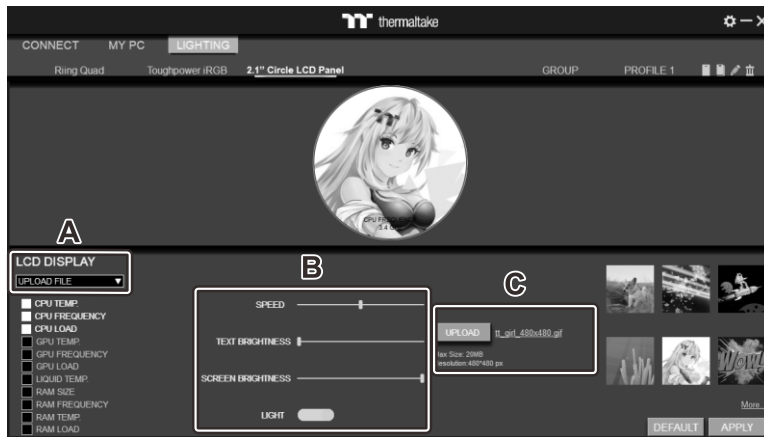 thermaltake
CONNECT MY PC LIGHTING
Riing Quad Toughpower iRGB 2.1" Circle LCD Panel GROUP PROFILE 1
CPU FREQUENCY
3.4 G
A
LCD DISPLAY
UPLOAD FILE
CPU TEMP.
CPU FREQUENCY
CPU LOAD
GPU TEMP.
GPU FREQUENCY
GPU LOAD
LIQUID TEMP.
RAM SIZE
RAM FREQUENCY
RAM TEMP.
RAM LOAD
B
SPEED
TEXT BRIGHTNESS
SCREEN BRIGHTNESS
LIGHT
C
UPLOAD tt_girl_480x480.gif
lax Size: 20MB
resolution:480*480 px
WOW
More
DEFAULT APPLY